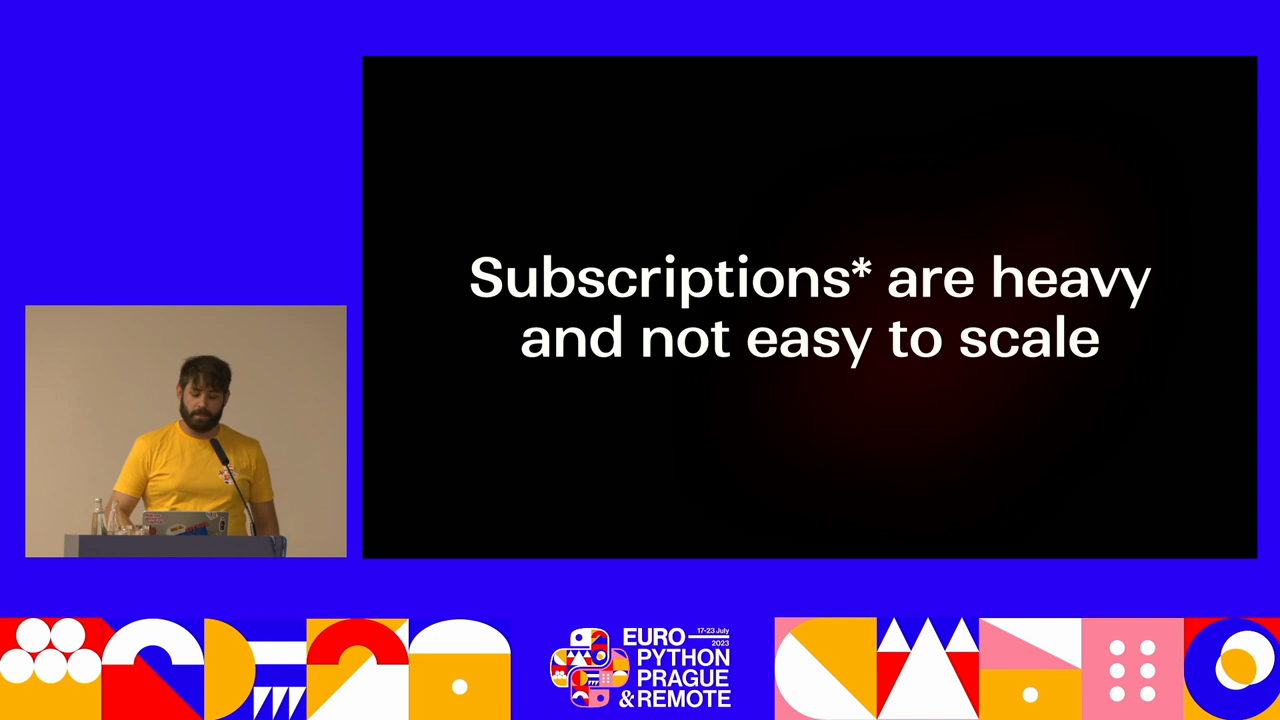 Subscriptions* are heavy
and not easy to scale
EURO 17-23 July
2023
PYTHON
PRAGUE
&REMOTE